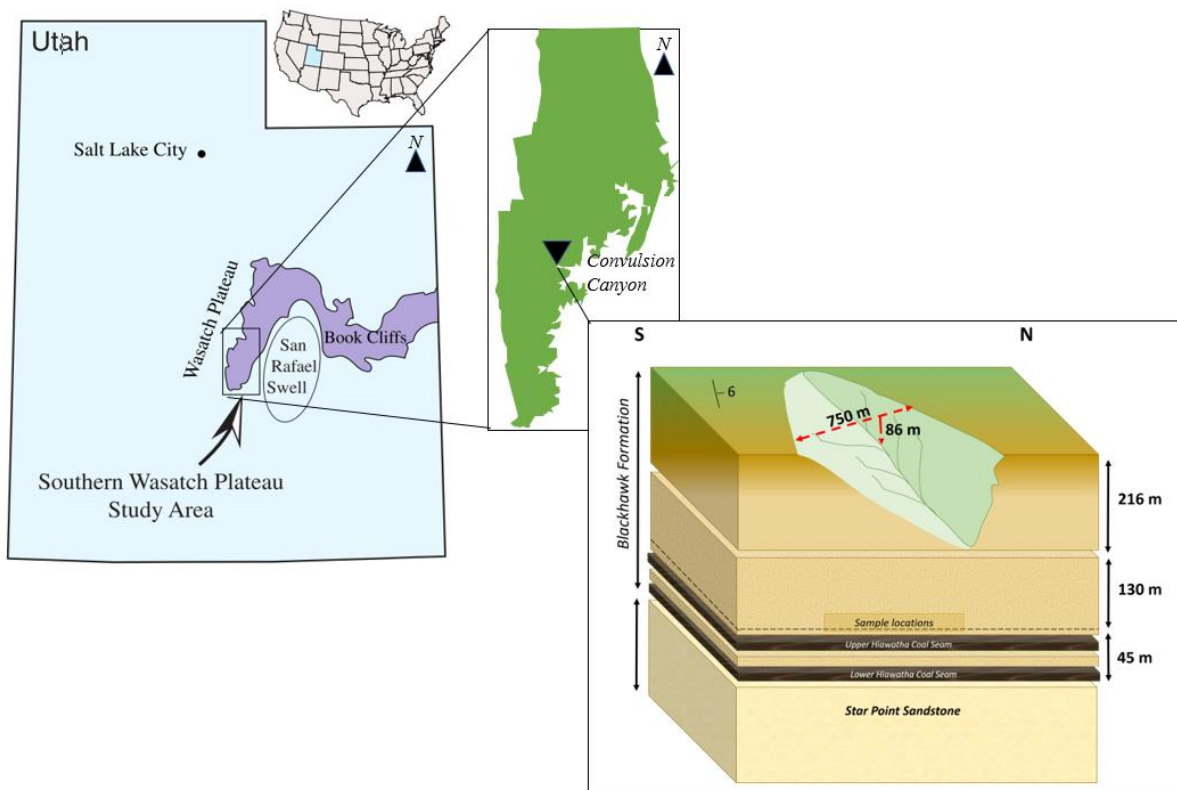 Utah
N
Salt Lake City
N
Wasatch Plateau
Book Cliffs
San
Rafael
Swell
Southern Wasatch Plateau
Study Area
Convulsion
Canyon
S
N
6
750 m
86 m
Blackhawk Formation
216 m
130 m
Sample locations
Upper Hiawatha Coal Seam
45 m
Lower Hiawatha Coal Seam
Star Point Sandstone